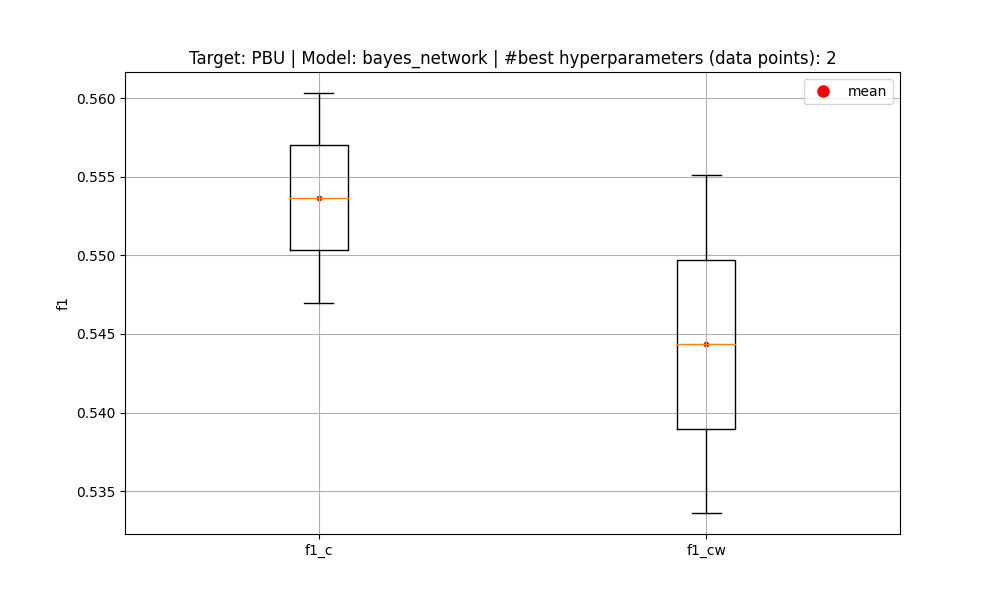 Target: PBU | Model: bayes_network | #best hyperparameters (data points): 2
mean
0.560
0.555
0.550
0.545
0.540
0.535
f1
f1_c
f1_cw